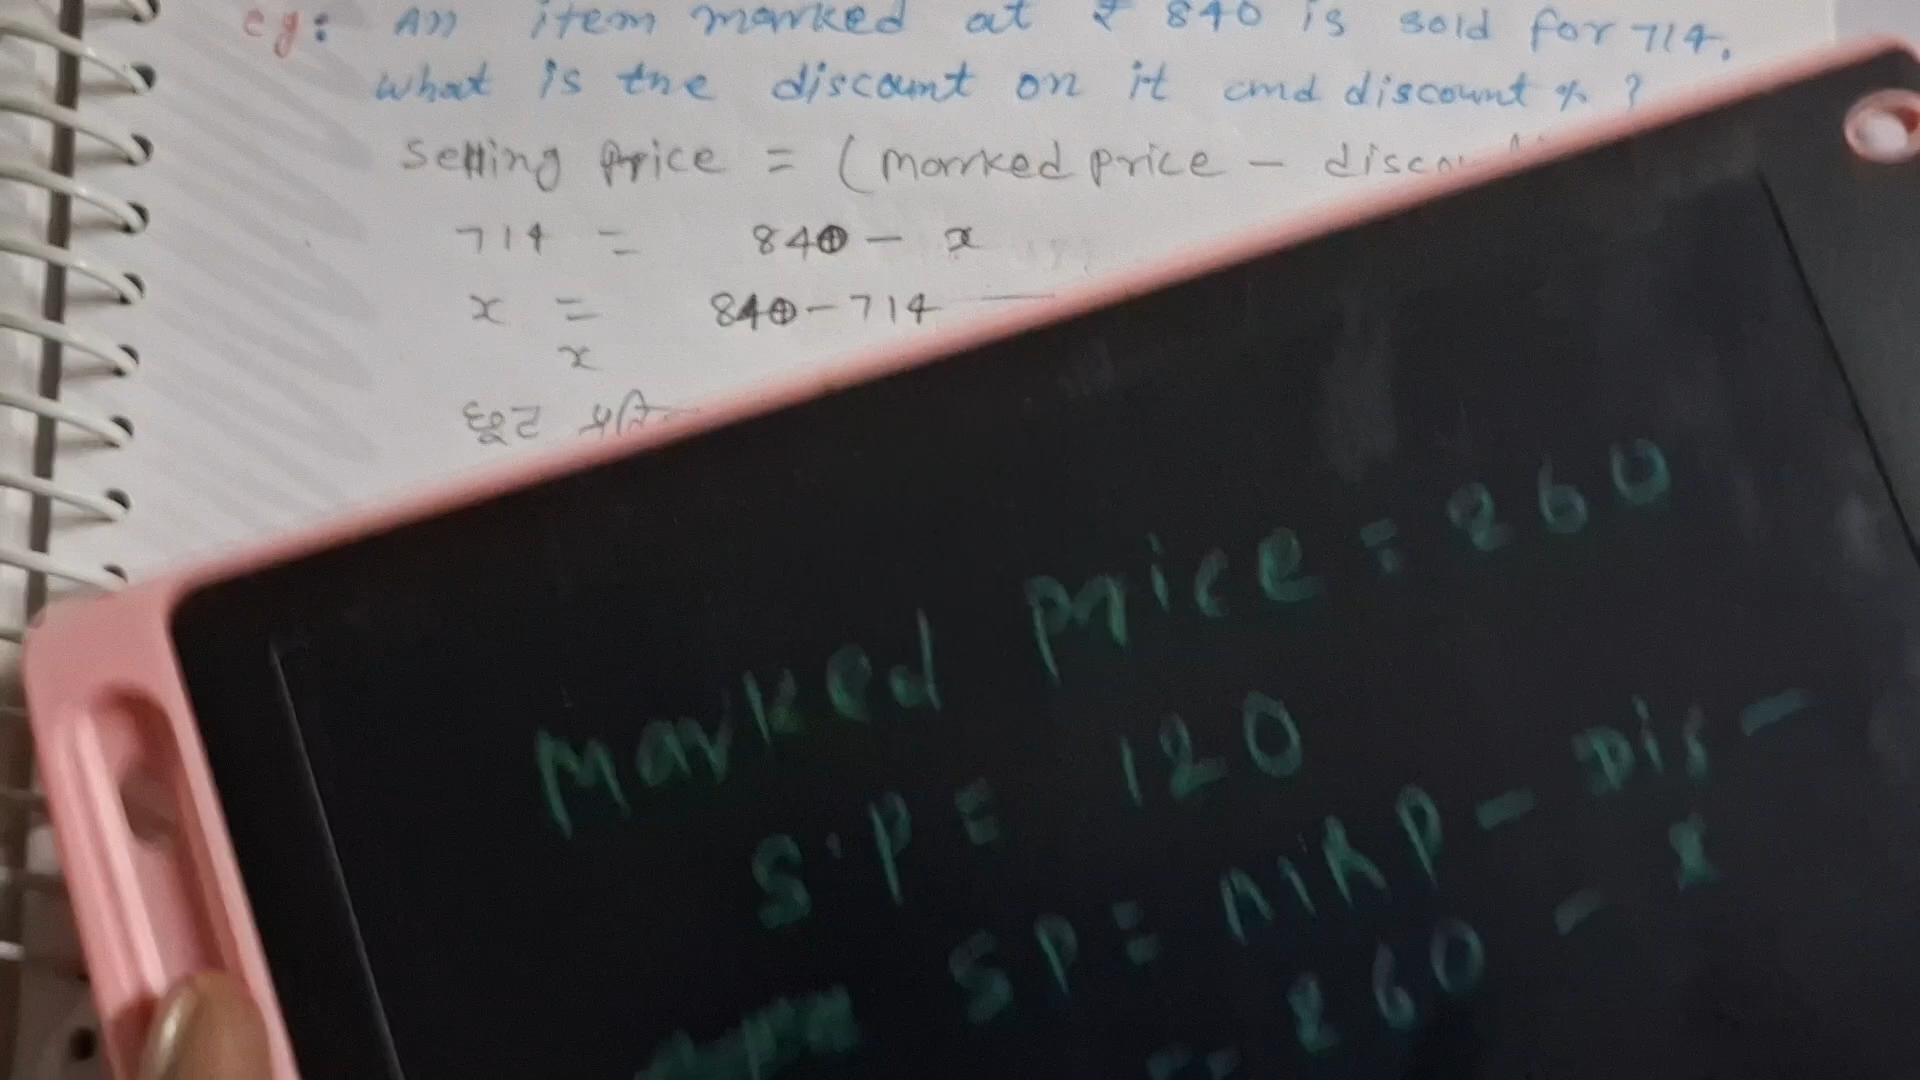 eg: An item marked at ₹ 840 is sold for 714.
what is the discount on it and discount % ?
Selling Price = (marked price -
714 = 840 - x
x = 840 - 714
x
छूट
Marked price = 260
S.P = 120
SP = MRP - Dis -
= 260 - x